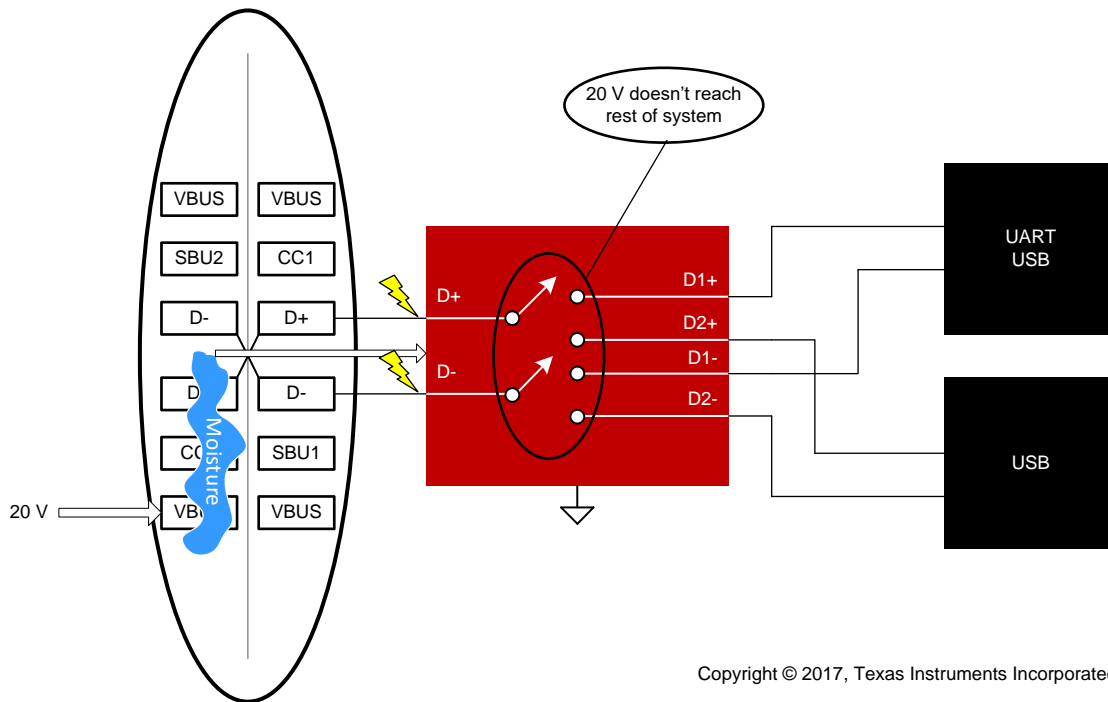 20 V doesn't reach
rest of system
VBUS
VBUS
SBU2
CC1
D-
D+
D-
CC
SBU1
VBUS
Moisture
20 V
D+
D-
D1+
D2+
D1-
D2-
UART
USB
USB
Copyright © 2017, Texas Instruments Incorporated